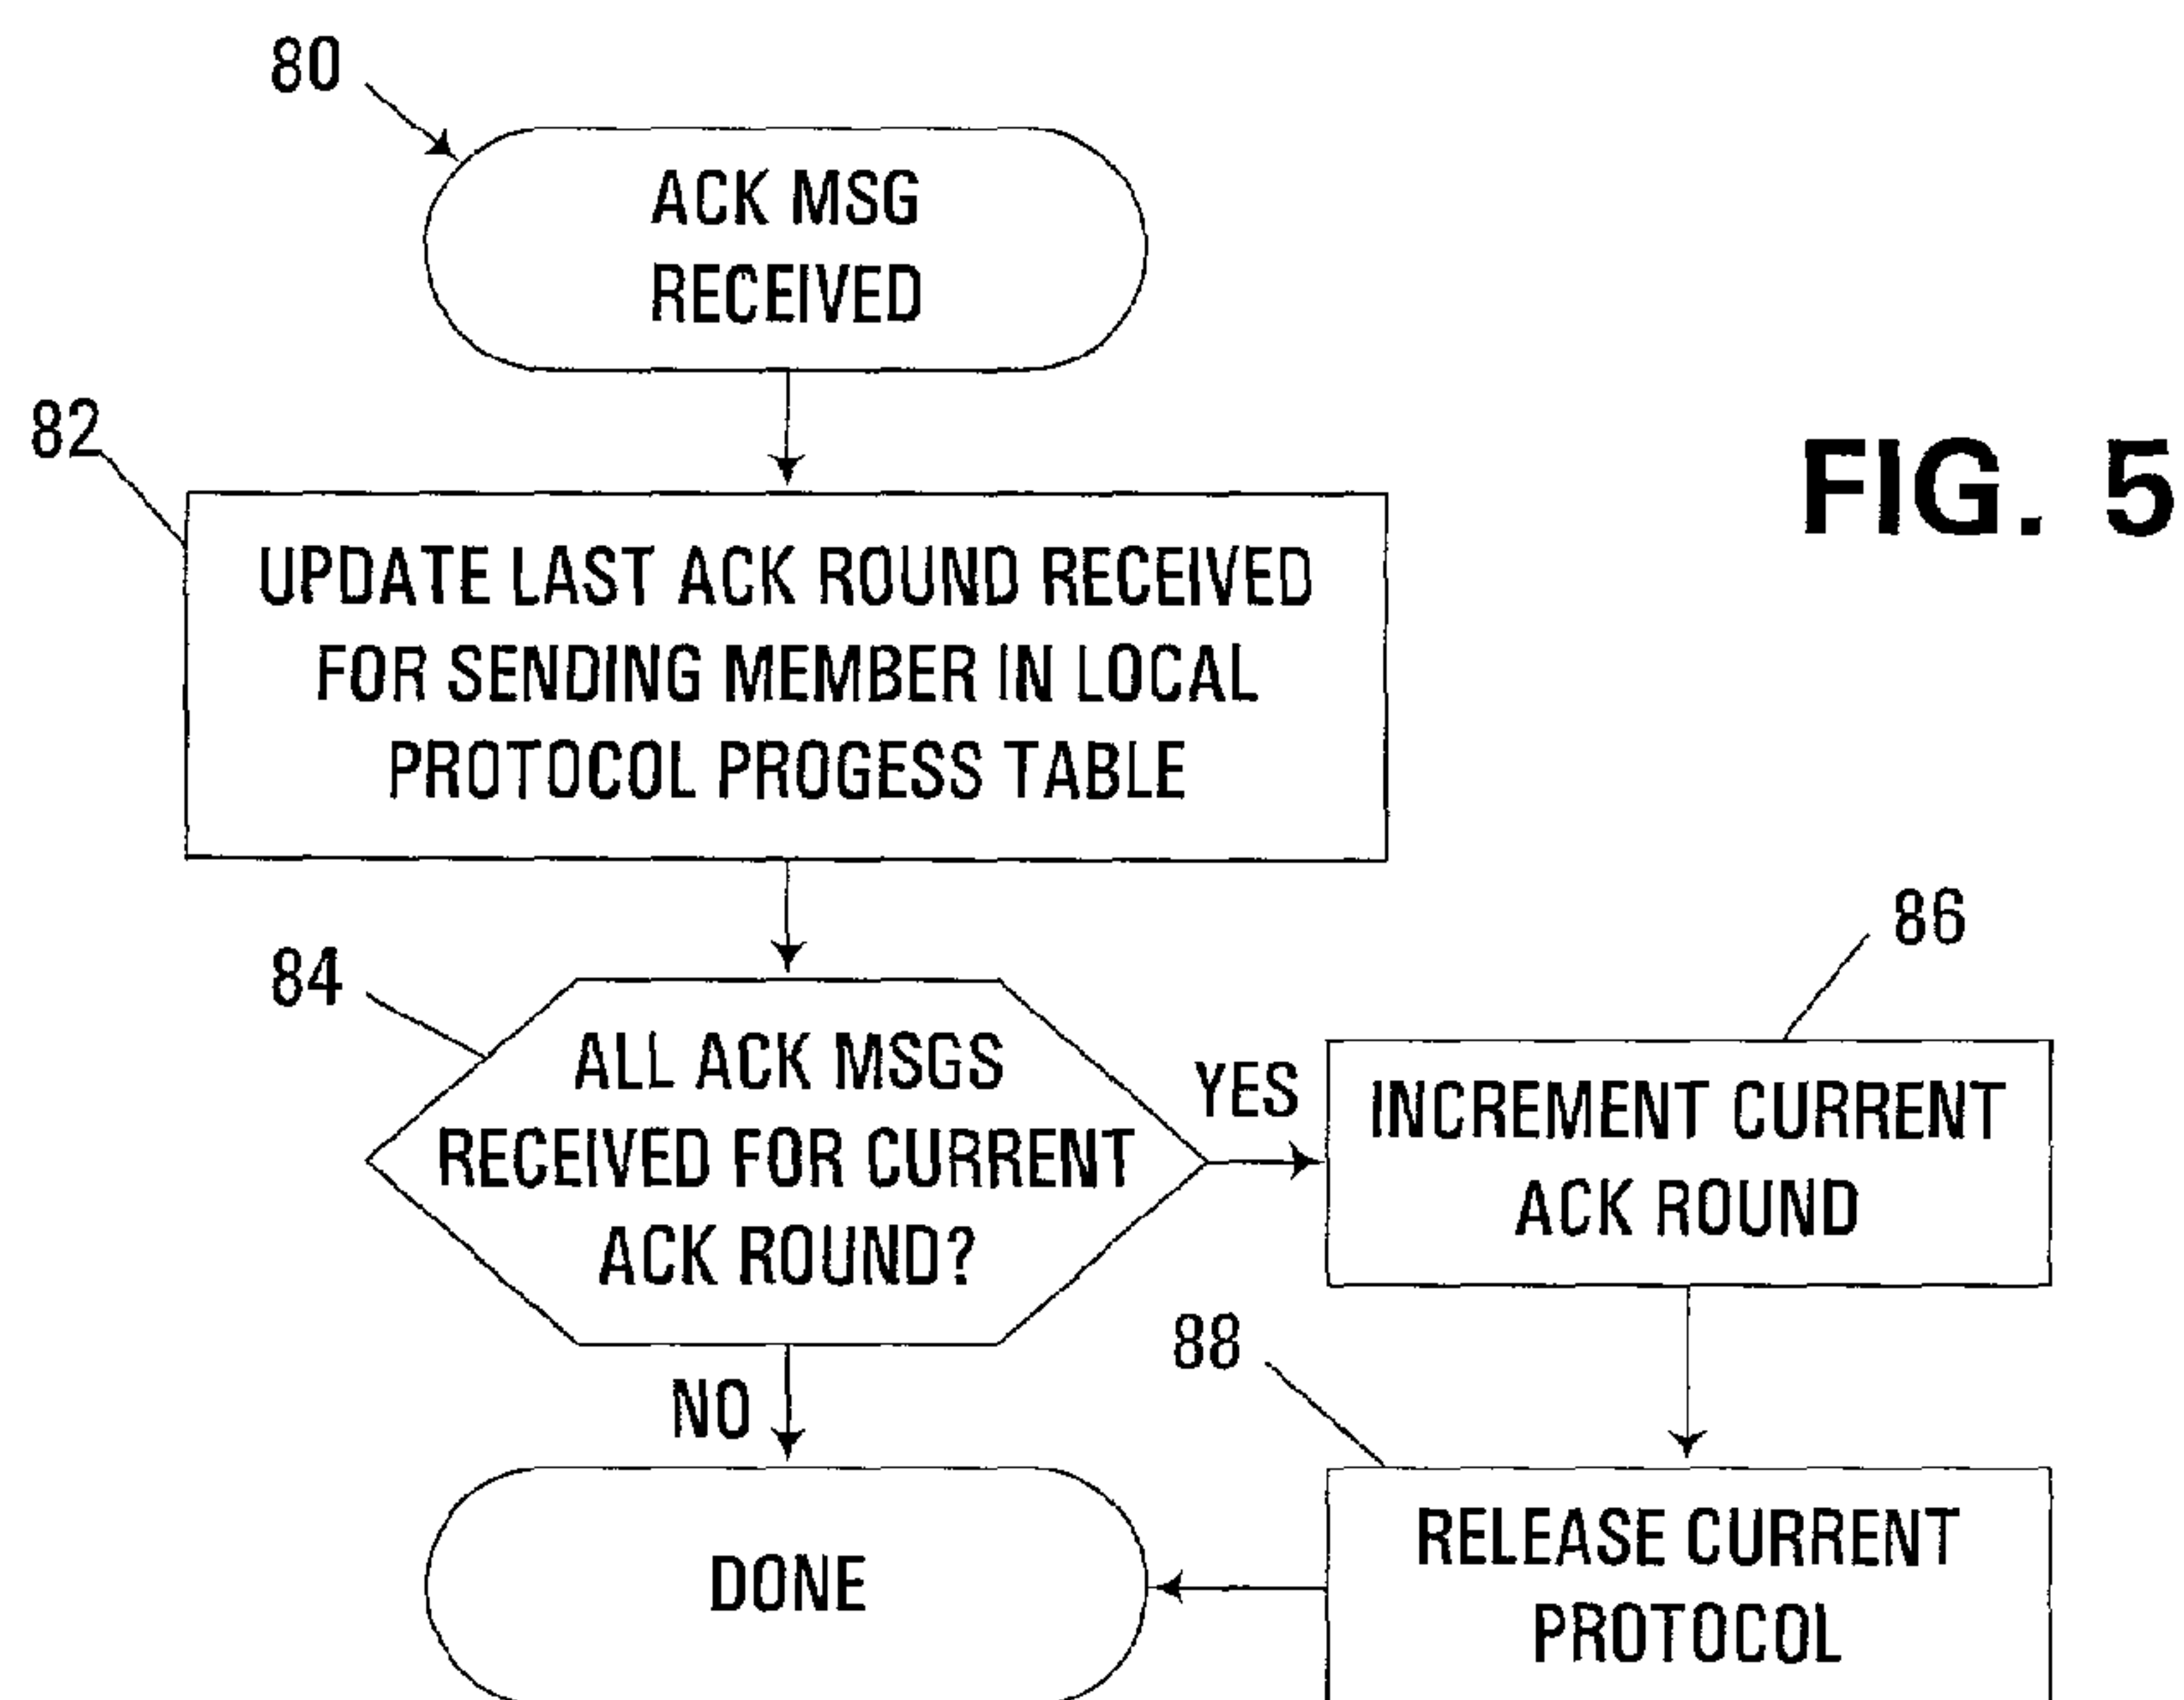 80
ACK MSG
RECEIVED
82
FIG. 5
UPDATE LAST ACK ROUND RECEIVED
FOR SENDING MEMBER IN LOCAL
PROTOCOL PROGESS TABLE
86
84
ALL ACK MSGS
RECEIVED FOR CURRENT
ACK ROUND?
YES
INCREMENT CURRENT
ACK ROUND
88
NO
DONE
RELEASE CURRENT
PROTOCOL